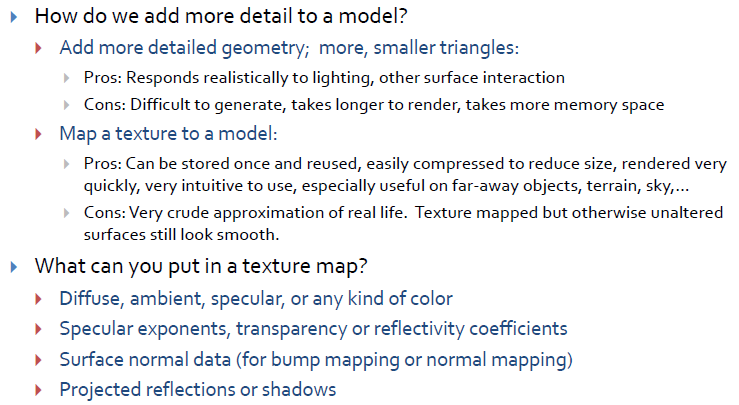 How do we add more detail to a model?
Add more detailed geometry; more, smaller triangles:
Pros: Responds realistically to lighting, other surface interaction
Cons: Difficult to generate, takes longer to render, takes more memory space
Map a texture to a model:
Pros: Can be stored once and reused, easily compressed to reduce size, rendered very
quickly, very intuitive to use, especially useful on far-away objects, terrain, sky,...
Cons: Very crude approximation of real life. Texture mapped but otherwise unaltered
surfaces still look smooth.
What can you put in a texture map?
Diffuse, ambient, specular, or any kind of color
Specular exponents, transparency or reflectivity coefficients
Surface normal data (for bump mapping or normal mapping)
Projected reflections or shadows